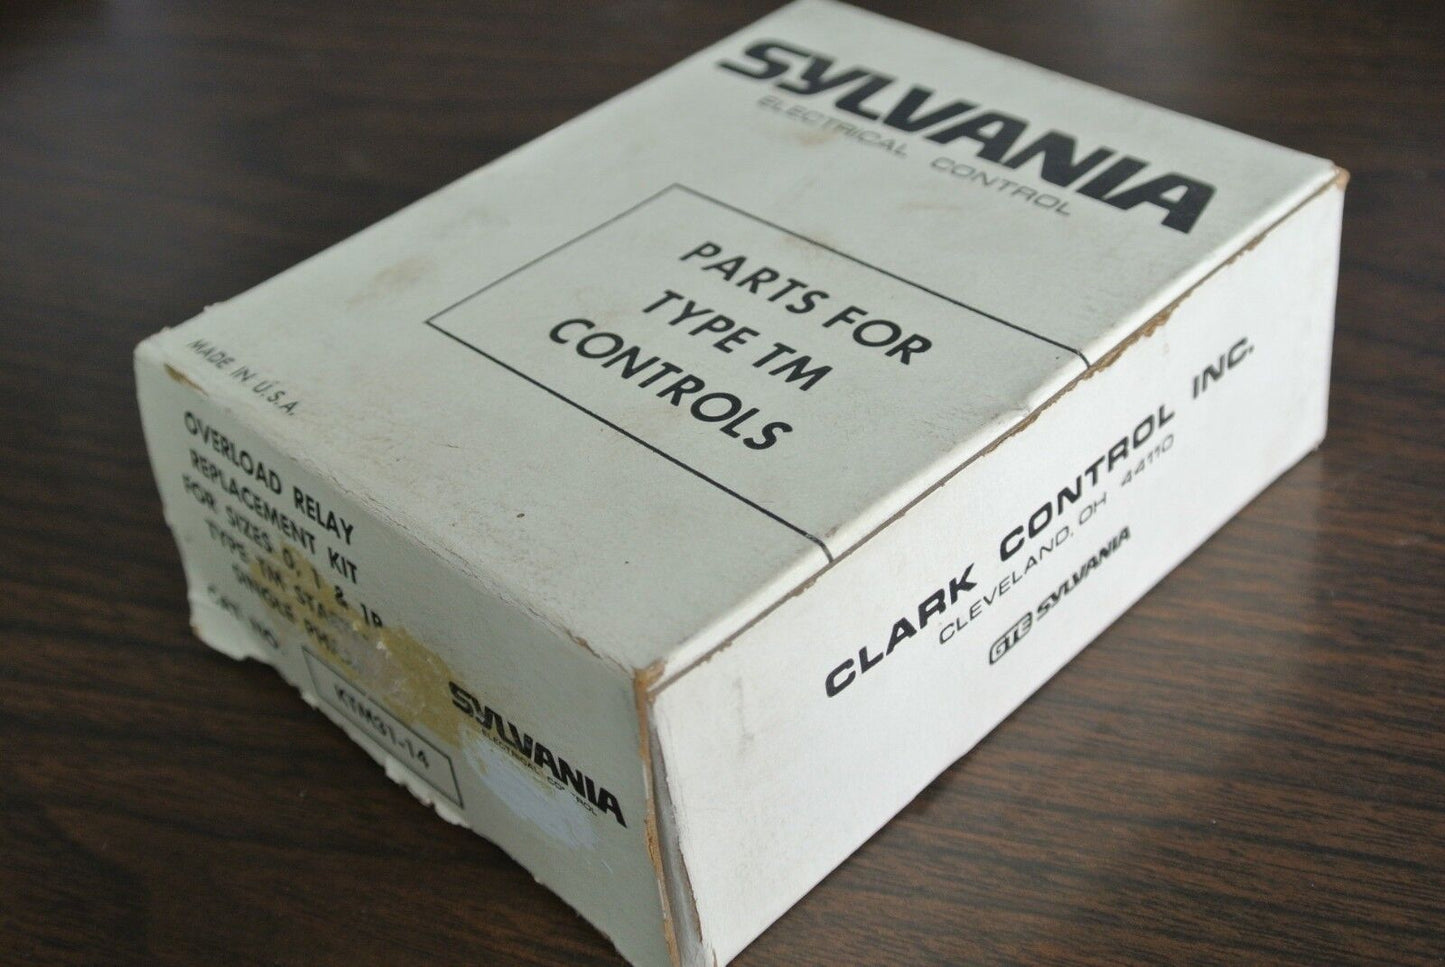 SYLVANIA
ELECTRICAL CONTROL
PARTS FOR
TYPE TM
CONTROLS
MADE IN U.S.A.
OVERLOAD RELAY
REPLACEMENT KIT
FOR SIZES 0, 1 & 1P
TYPE TM
SINGLE
CAT. NO.
KTM31-14
SYLVANIA
ELECTRICAL
CLARK CONTROL INC.
CLEVELAND, OH 44110
GTE SYLVANIA